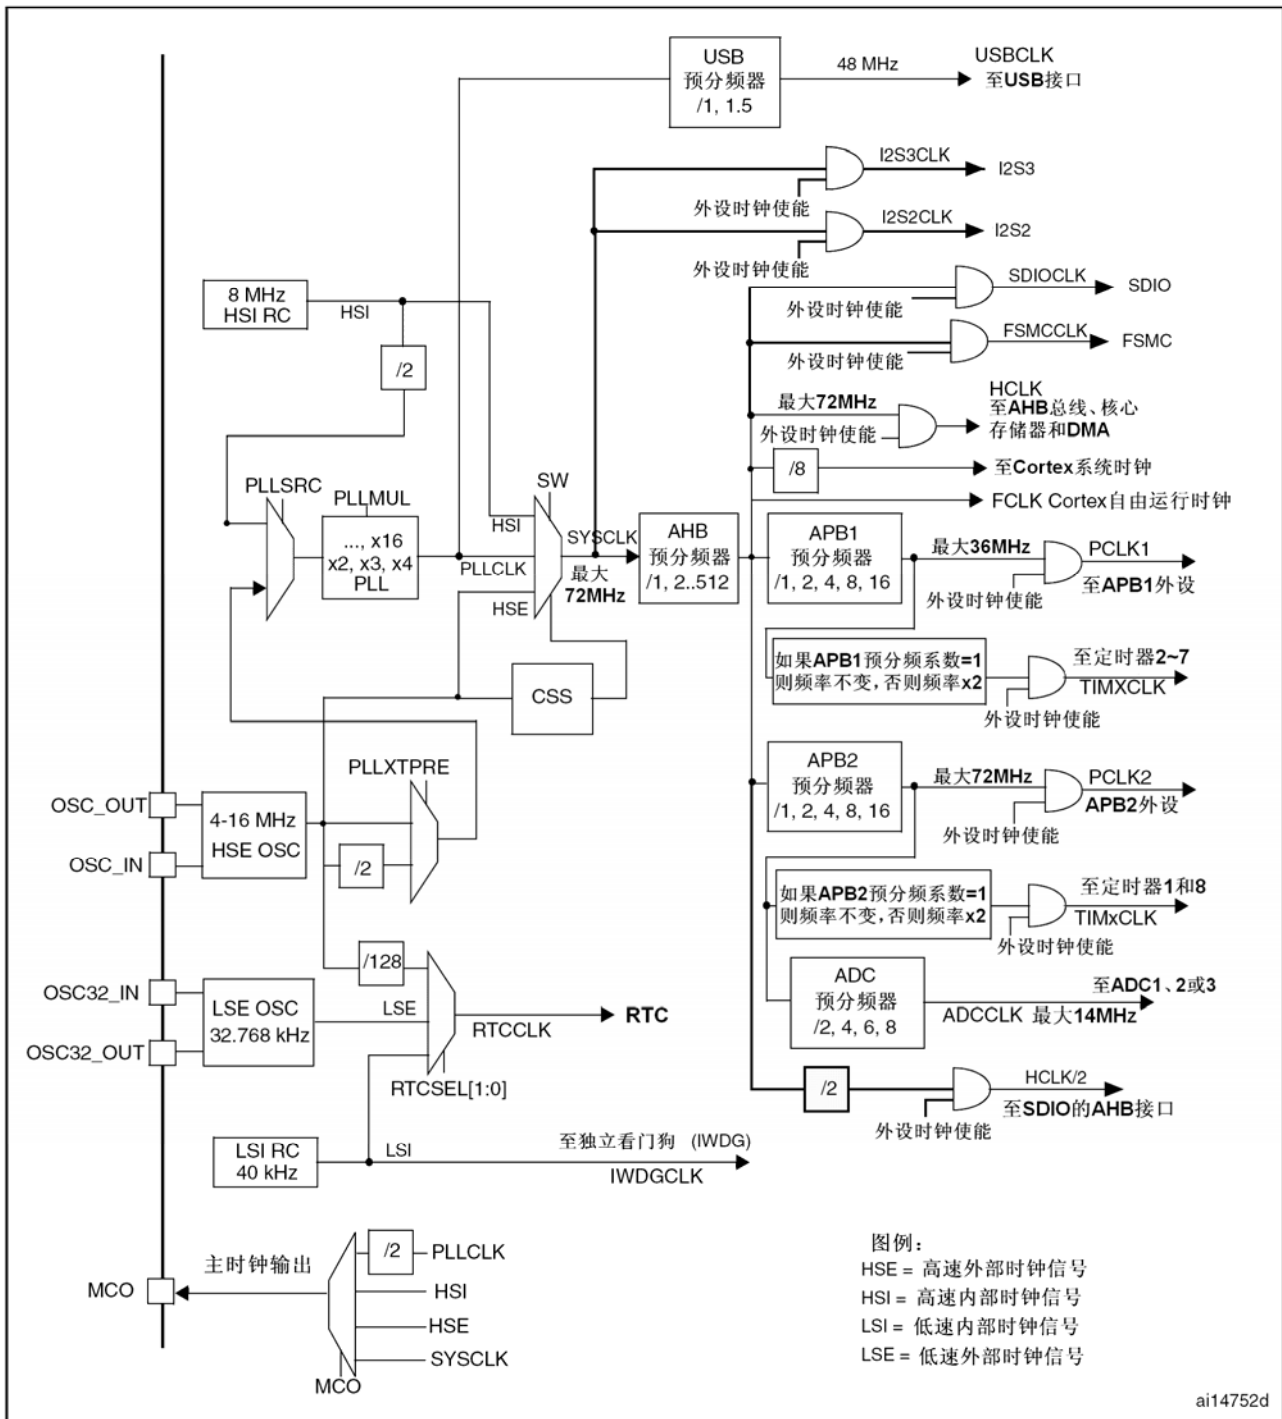 USB
预分频器
/1, 1.5
48 MHz
USBCLK
至USB接口
I2S3CLK
I2S3
外设时钟使能
I2S2CLK
I2S2
外设时钟使能
8 MHz
HSI RC
HSI
SDIOCLK
SDIO
外设时钟使能
FSMCCLK
FSMC
外设时钟使能
/2
最大72MHz
HCLK
至AHB总线、核心
存储器和DMA
外设时钟使能
/8
至Cortex系统时钟
FCLK Cortex自由运行时钟
PLLSRC
PLLMUL
..., x16
x2, x3, x4
PLL
SW
HSI
PLLCLK
HSE
SYSCLK
最大
72MHz
AHB
预分频器
/1, 2..512
APB1
预分频器
/1, 2, 4, 8, 16
最大36MHz
PCLK1
至APB1外设
外设时钟使能
如果APB1预分频系数=1
则频率不变，否则频率x2
至定时器2~7
TIMXCLK
外设时钟使能
CSS
PLLXTPRE
OSC_OUT
OSC_IN
4-16 MHz
HSE OSC
/2
APB2
预分频器
/1, 2, 4, 8, 16
最大72MHz
PCLK2
APB2外设
外设时钟使能
如果APB2预分频系数=1
则频率不变，否则频率x2
至定时器1和8
TIMxCLK
外设时钟使能
/128
OSC32_IN
OSC32_OUT
LSE OSC
32.768 kHz
LSE
RTCCLK
RTC
RTCSEL[1:0]
ADC
预分频器
/2, 4, 6, 8
至ADC1、2或3
ADCCLK 最大14MHz
/2
HCLK/2
至SDIO的AHB接口
外设时钟使能
LSI RC
40 kHz
LSI
至独立看门狗 (IWDG)
IWDGCLK
MCO
主时钟输出
/2
PLLCLK
HSI
HSE
SYSCLK
MCO
图例：
HSE = 高速外部时钟信号
HSI = 高速内部时钟信号
LSI = 低速内部时钟信号
LSE = 低速外部时钟信号
ai14752d